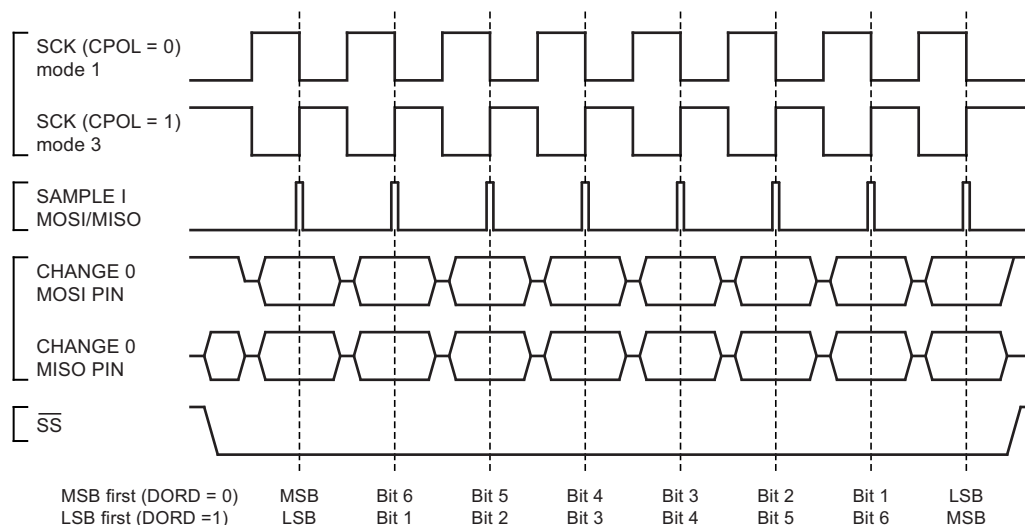 SCK (CPOL = 0)
mode 1
SCK (CPOL = 1)
mode 3
SAMPLE I
MOSI/MISO
CHANGE 0
MOSI PIN
CHANGE 0
MISO PIN
SS
MSB first (DORD = 0) MSB Bit 6 Bit 5 Bit 4 Bit 3 Bit 2 Bit 1 LSB
LSB first (DORD =1) LSB Bit 1 Bit 2 Bit 3 Bit 4 Bit 5 Bit 6 MSB